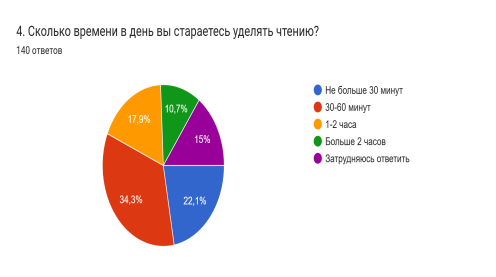 4. Сколько времени в день вы стараетесь уделять чтению?
140 ответов
10,7%
17,9%
15%
34,3%
22,1%
Не больше 30 минут
30-60 минут
1-2 часа
Больше 2 часов
Затрудняюсь ответить